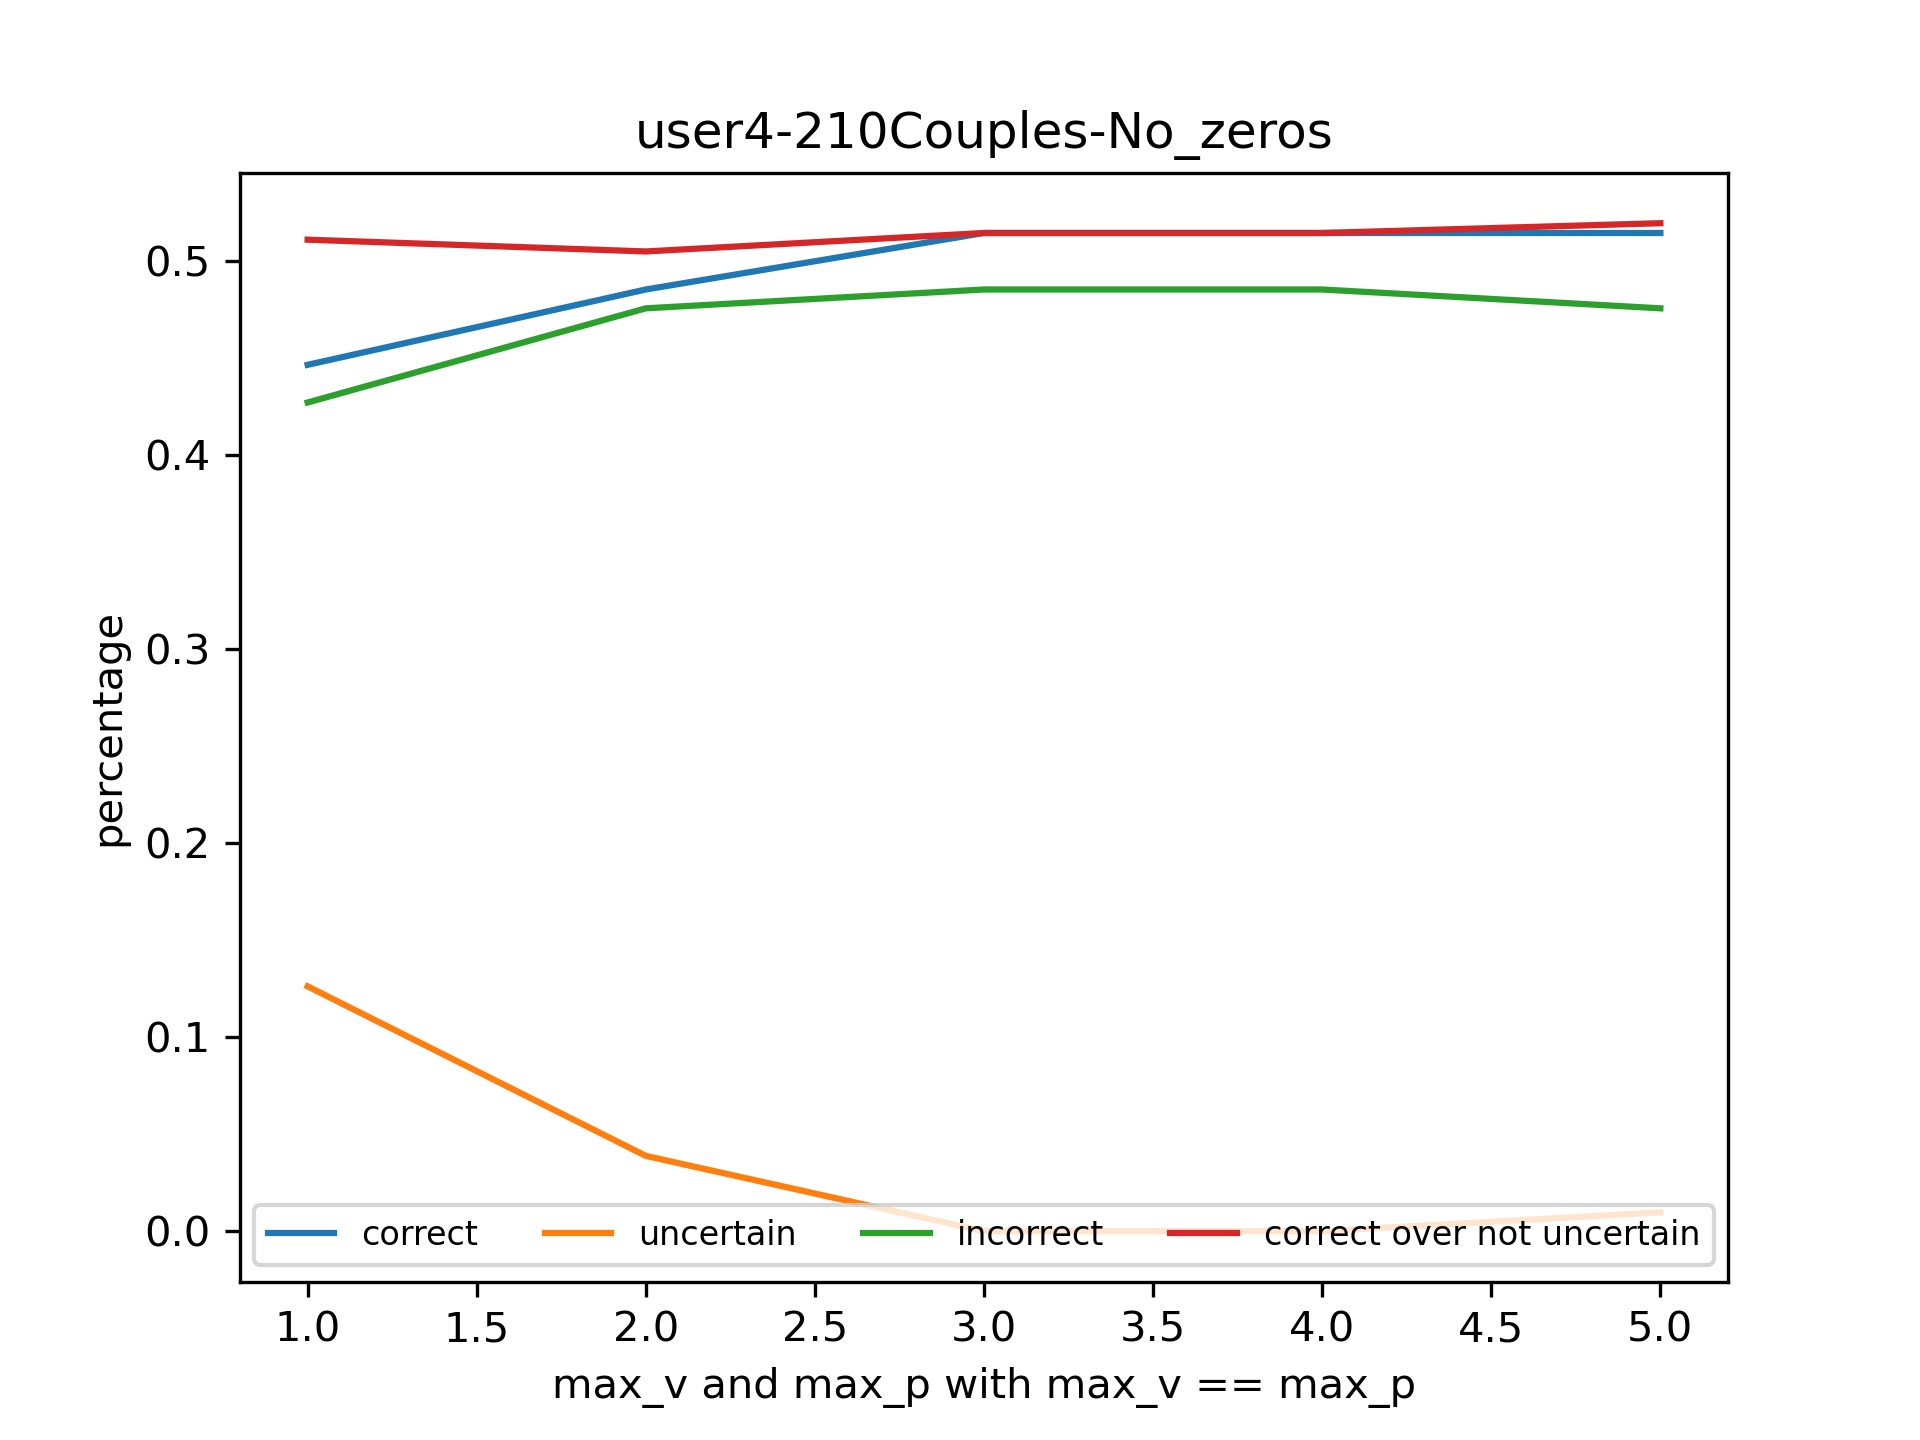 user4-210Couples-No_zeros
percentage
0.5
0.4
0.3
0.2
0.1
0.0
correct uncertain incorrect correct over not uncertain
1.0 1.5 2.0 2.5 3.0 3.5 4.0 4.5 5.0
max_v and max_p with max_v == max_p